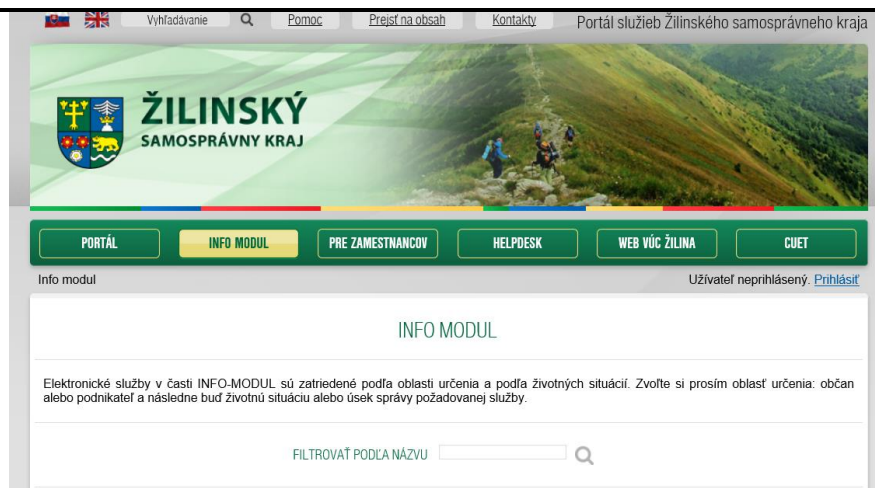 Vyhľadávanie Pomoc Prejsť na obsah Kontakty Portál služieb Žilinského samosprávneho kraja
ŽILINSKÝ
SAMOSPRÁVNY KRAJ
PORTÁL INFO MODUL PRE ZAMESTNANCOV HELPDESK WEB VÚC ŽILINA CUET
Info modul Užívateľ neprihlásený. Prihlásiť
INFO MODUL
Elektronické služby v časti INFO-MODUL sú zatriedené podľa oblasti určenia a podľa životných situácií. Zvoľte si prosím oblasť určenia: občan
alebo podnikateľ a následne buď životnú situáciu alebo úsek správy požadovanej služby.
FILTROVAŤ PODĽA NÁZVU